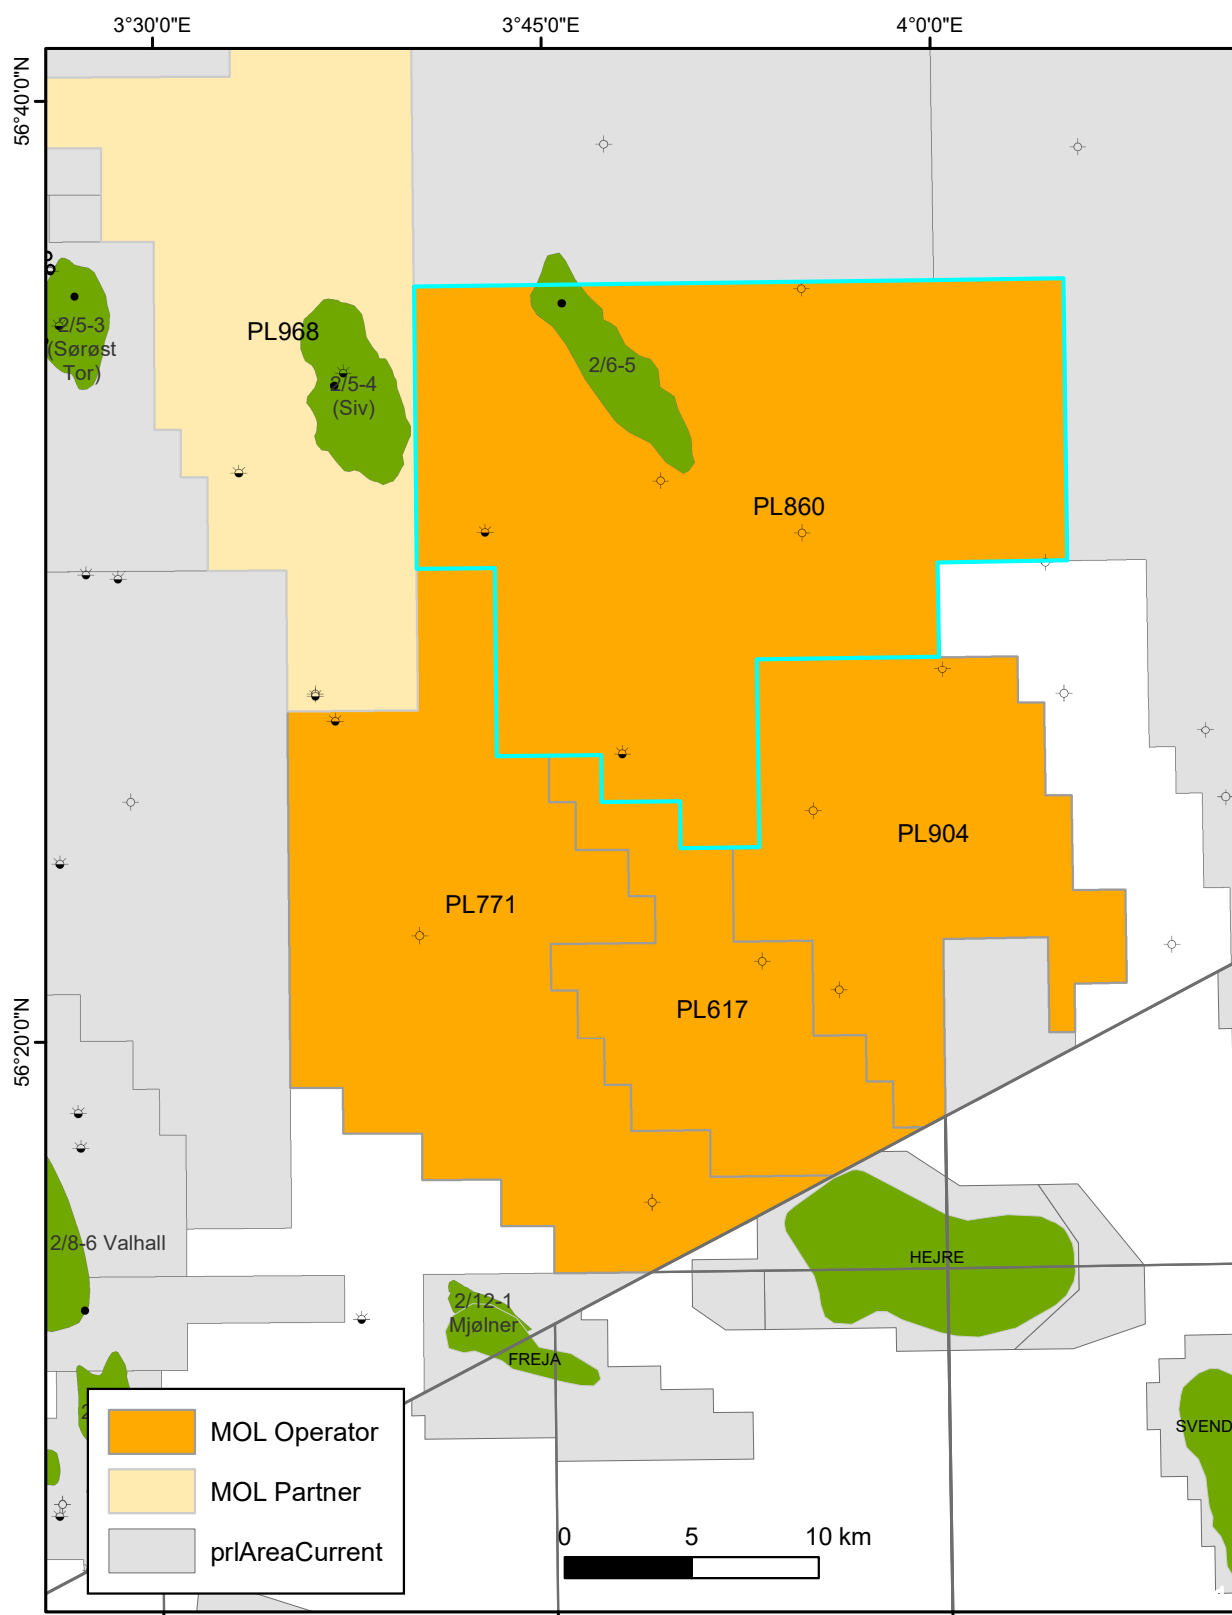 3°30'0"E
3°45'0"E
4°0'0"E
56°40'0"N
PL968
2/5-3
(Sørøst
Tor)
2/5-4
(Siv)
2/6-5
PL860
PL904
PL771
PL617
56°20'0"N
2/8-6 Valhall
HEJRE
2/12-1
Mjølner
FREJA
SVEND
MOL Operator
MOL Partner
prlAreaCurrent
0
5
10 km